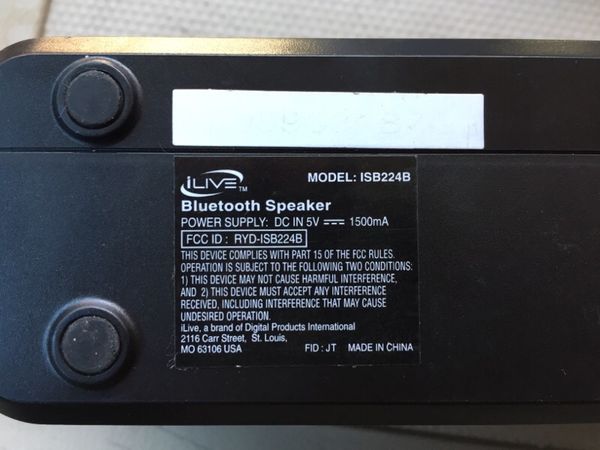 iLIVE™
MODEL: ISB224B
Bluetooth Speaker
POWER SUPPLY: DC IN 5V ⎓ 1500mA
FCC ID : RYD-ISB224B
THIS DEVICE COMPLIES WITH PART 15 OF THE FCC RULES.
OPERATION IS SUBJECT TO THE FOLLOWING TWO CONDITIONS:
1) THIS DEVICE MAY NOT CAUSE HARMFUL INTERFERENCE,
AND 2) THIS DEVICE MUST ACCEPT ANY INTERFERENCE
RECEIVED, INCLUDING INTERFERENCE THAT MAY CAUSE
UNDESIRED OPERATION.
iLive, a brand of Digital Products International
2116 Carr Street, St. Louis,
MO 63106 USA FID : JT MADE IN CHINA